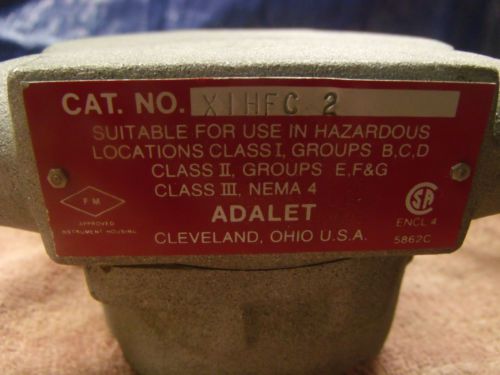 CAT. NO. XIHFC 2
SUITABLE FOR USE IN HAZARDOUS
LOCATIONS CLASS I, GROUPS B,C,D
CLASS II, GROUPS E,F&G
CLASS III, NEMA 4
ADALET
CLEVELAND, OHIO U.S.A.
FM
APPROVED
INSTRUMENT HOUSING
SA
ENCL 4
5862C